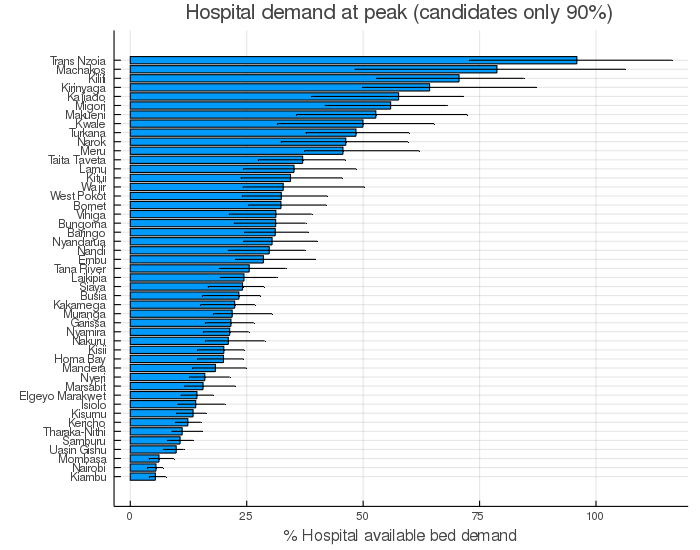 Hospital demand at peak (candidates only 90%)
Trans Nzoia
Machakos
Kilifi
Kirinyaga
Kajiado
Migori
Makueni
Kwale
Turkana
Narok
Meru
Taita Taveta
Lamu
Kitui
Wajir
West Pokot
Bomet
Vihiga
Bungoma
Baringo
Nyandarua
Nandi
Embu
Tana River
Laikipia
Siaya
Busia
Kakamega
Muranga
Garissa
Nyamira
Nakuru
Kisii
Homa Bay
Mandera
Nyeri
Marsabit
Elgeyo Marakwet
Isiolo
Kisumu
Kericho
Tharaka-Nithi
Samburu
Uasin Gishu
Mombasa
Nairobi
Kiambu
0 25 50 75 100
% Hospital available bed demand